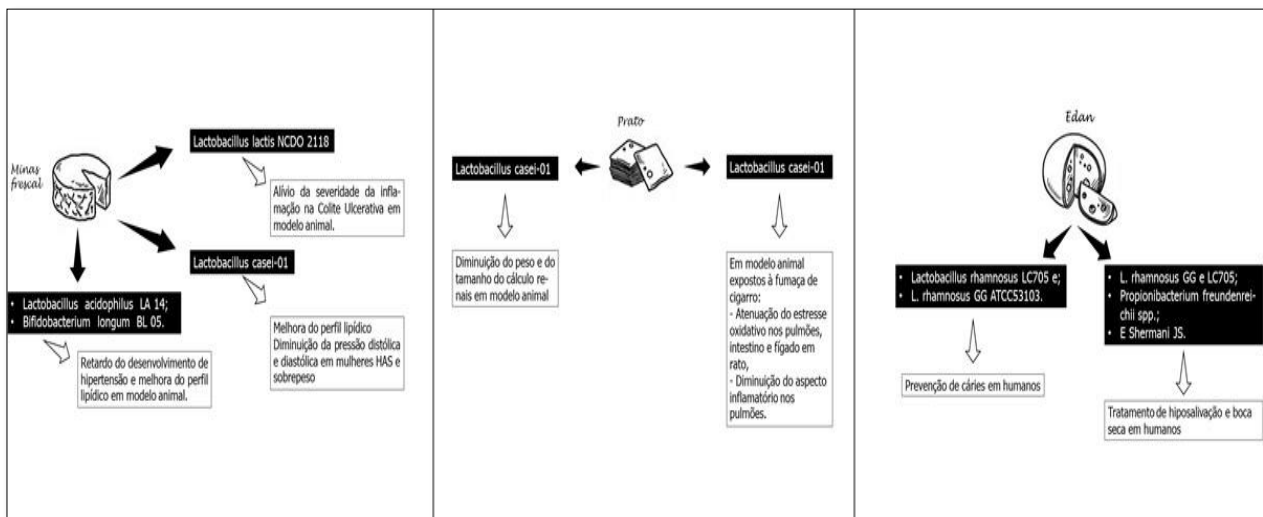 Minas
frescal
Lactobacillus lactis NCDO 2118
Alívio da severidade da infla-
mação na Colite Ulcerativa em
modelo animal.
Lactobacillus casei-01
Melhora do perfil lipídico
Diminuição da pressão distólica
e diastólica em mulheres HAS e
sobrepeso
• Lactobacillus acidophilus LA 14;
• Bifidobacterium longum BL 05.
Retardo do desenvolvimento de
hipertensão e melhora do perfil
lipídico em modelo animal.
Prato
Lactobacillus casei-01
Diminuição do peso e do
tamanho do cálculo re-
nais em modelo animal
Lactobacillus casei-01
Em modelo animal
expostos à fumaça de
cigarro:
- Atenuação do estresse
oxidativo nos pulmões,
intestino e fígado em
rato,
- Diminuição do aspecto
inflamatório nos
pulmões.
Edan
• Lactobacillus rhamnosus LC705 e;
• L. rhamnosus GG ATCC53103.
Prevenção de cáries em humanos
• L. rhamnosus GG e LC705;
• Propionibacterium freundenrei-
chii spp.;
• E Shermani JS.
Tratamento de hiposalivação e boca
seca em humanos